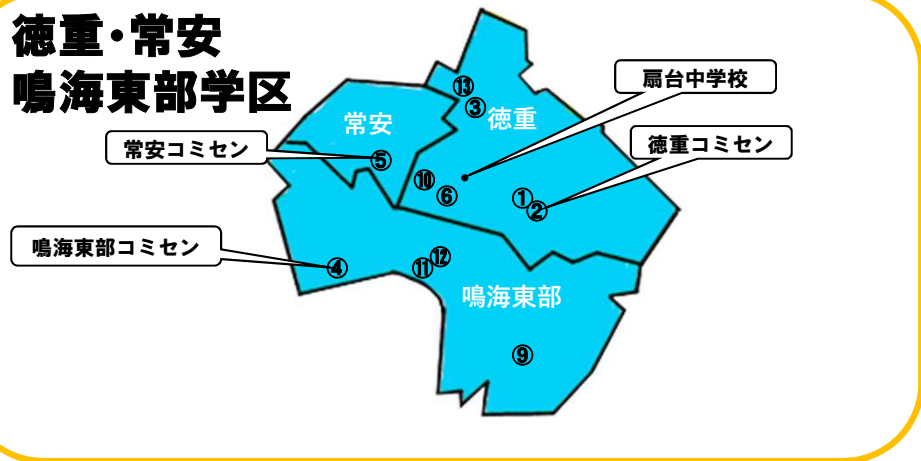 徳重・常安
鳴海東部学区
扇台中学校
⑬
③
徳重
常安
常安コミセン
徳重コミセン
⑤
⑩
⑥
①
②
鳴海東部コミセン
④
⑫
⑪
鳴海東部
⑨